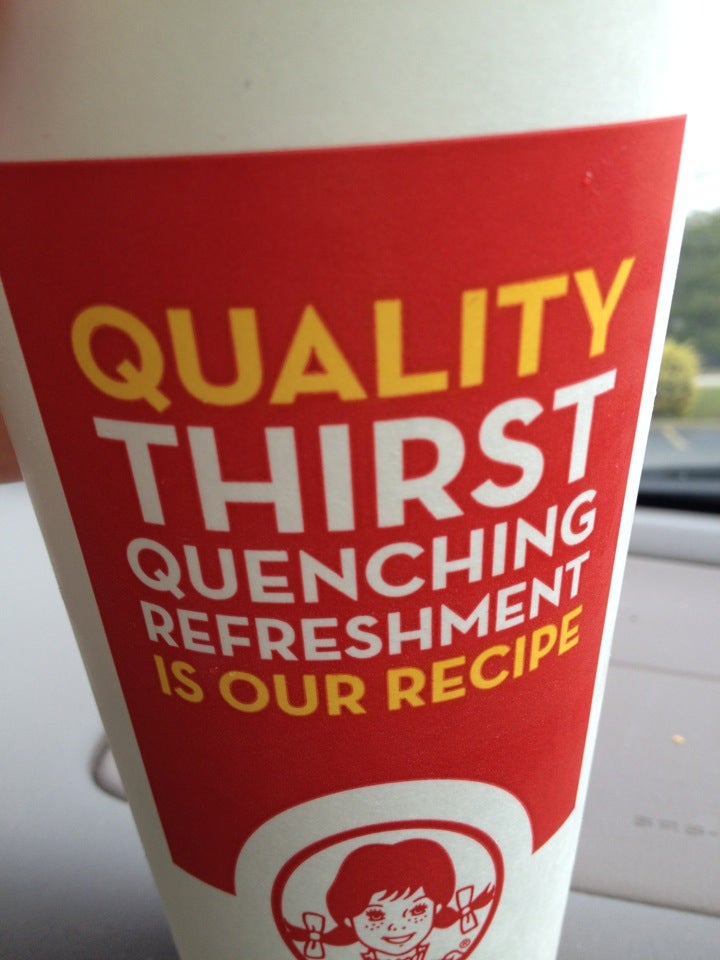 QUALITY
THIRST
QUENCHING
REFRESHMENT
IS OUR RECIPE
®